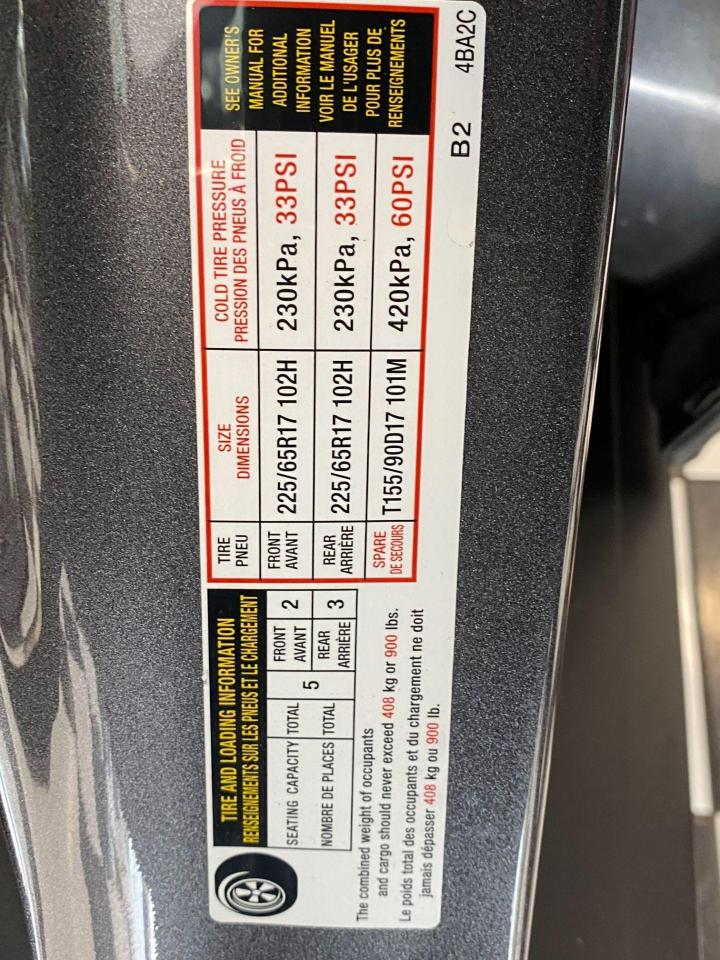 TIRE AND LOADING INFORMATION
RENSEIGNEMENTS SUR LES PNEUS ET LE CHARGEMENT
SEATING CAPACITY
NOMBRE DE PLACES
TOTAL
TOTAL
5
FRONT
AVANT
2
REAR
ARRIÈRE
3
The combined weight of occupants
and cargo should never exceed 408 kg or 900 lbs.
Le poids total des occupants et du chargement ne doit
jamais dépasser 408 kg ou 900 lb.
TIRE
PNEU
SIZE
DIMENSIONS
COLD TIRE PRESSURE
PRESSION DES PNEUS À FROID
FRONT
AVANT
225/65R17 102H
230kPa, 33PSI
REAR
ARRIÈRE
225/65R17 102H
230kPa, 33PSI
SPARE
DE SECOURS
T155/90D17 101M
420kPa, 60PSI
SEE OWNER'S
MANUAL FOR
ADDITIONAL
INFORMATION
VOIR LE MANUEL
DE L'USAGER
POUR PLUS DE
RENSEIGNEMENTS
B2 4BA2C